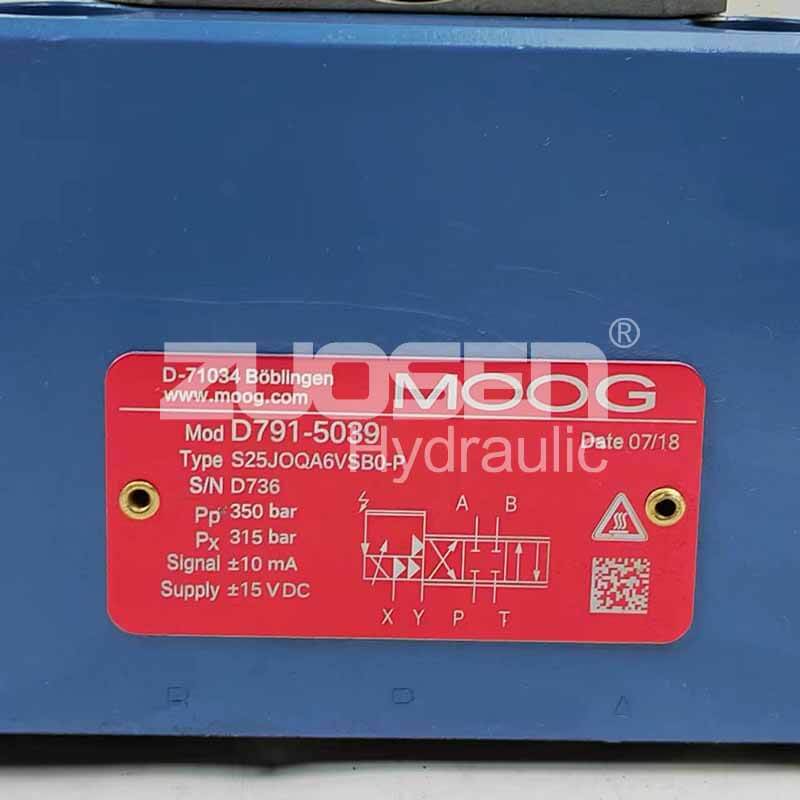 ZUOSEN®
Hydraulic
D-71034 Böblingen
www.moog.com
MOOG
Mod D791-5039
Date 07/18
Type S25JOQA6VSB0-P
S/N D736
Pp 350 bar
Px 315 bar
Signal ±10 mA
Supply ±15 VDC
A B
X Y P T